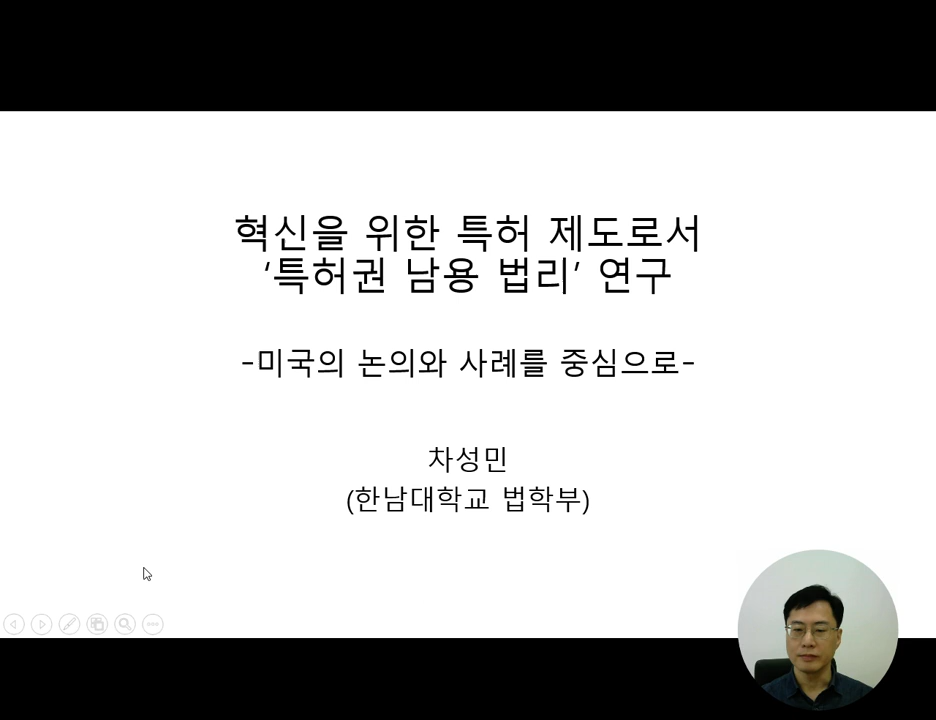 혁신을 위한 특허 제도로서
‘특허권 남용 법리’ 연구
-미국의 논의와 사례를 중심으로-
차성민
(한남대학교 법학부)